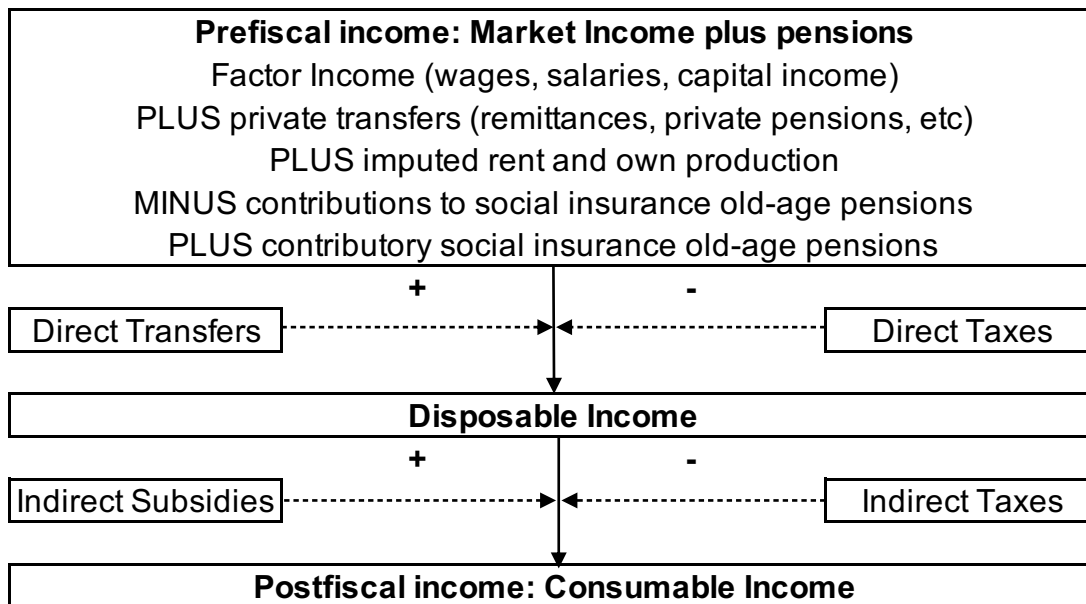 Prefiscal income: Market Income plus pensions
Factor Income (wages, salaries, capital income)
PLUS private transfers (remittances, private pensions, etc)
PLUS imputed rent and own production
MINUS contributions to social insurance old-age pensions
PLUS contributory social insurance old-age pensions
+ -
Direct Transfers Direct Taxes
Disposable Income
+ -
Indirect Subsidies Indirect Taxes
Postfiscal income: Consumable Income